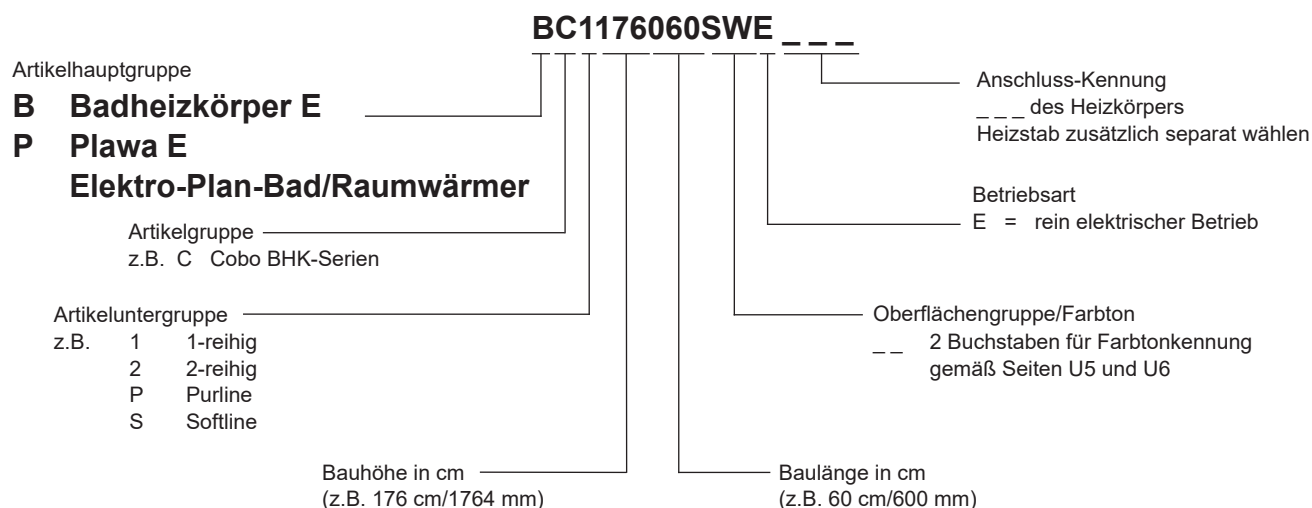 BC1176060SWE _ _ _
Artikelhauptgruppe
B Badheizkörper E
P Plawa E
Elektro-Plan-Bad/Raumwärmer
Anschluss-Kennung
_ _ _ des Heizkörpers
Heizstab zusätzlich separat wählen
Betriebsart
E = rein elektrischer Betrieb
Artikelgruppe
z.B. C Cobo BHK-Serien
Artikeluntergruppe
z.B. 1 1-reihig
2 2-reihig
P Purline
S Softline
Oberflächengruppe/Farbton
_ _ 2 Buchstaben für Farbtonkennung
gemäß Seiten U5 und U6
Bauhöhe in cm
(z.B. 176 cm/1764 mm)
Baulänge in cm
(z.B. 60 cm/600 mm)